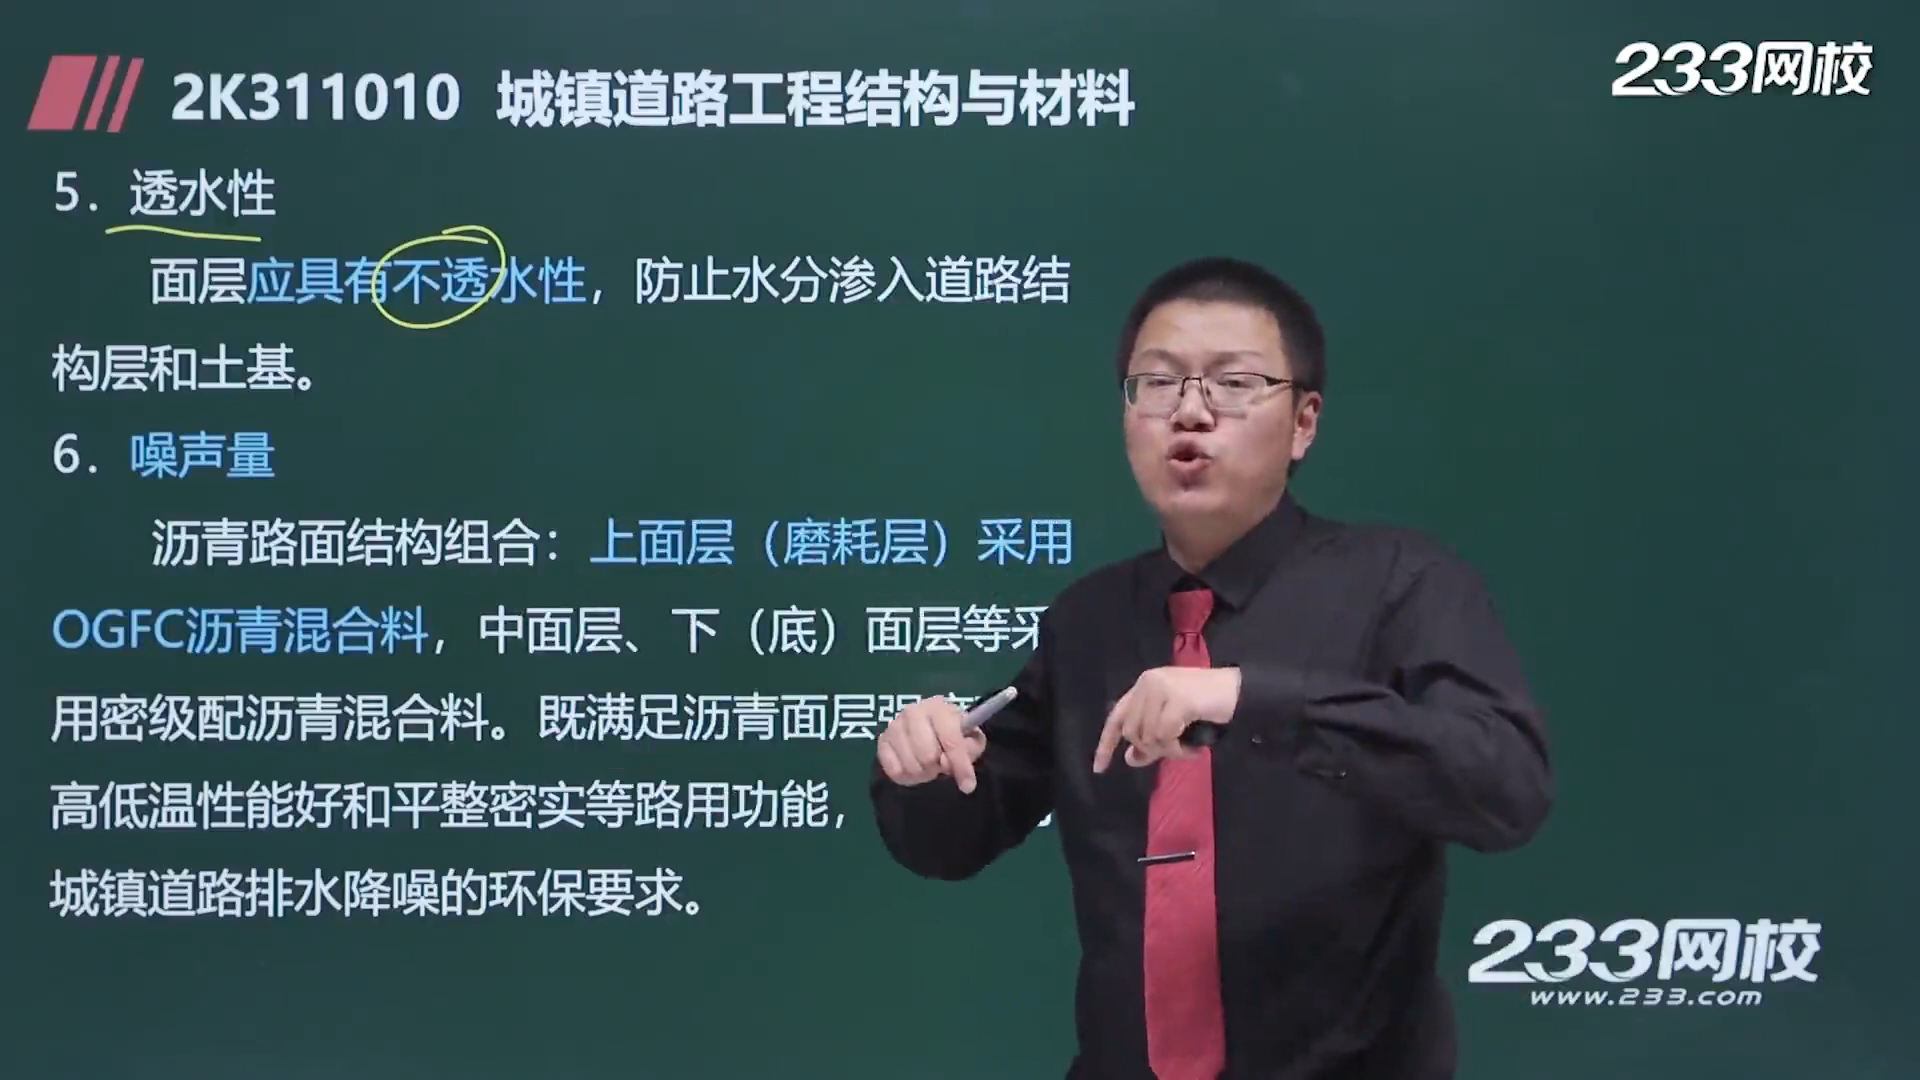 2K311010 城镇道路工程结构与材料
233网校
5. 透水性
面层应具有不透水性，防止水分渗入道路结
构层和土基。
6. 噪声量
沥青路面结构组合：上面层（磨耗层）采用
OGFC沥青混合料，中面层、下（底）面层等采
用密级配沥青混合料。既满足沥青面层强
高低温性能好和平整密实等路用功能，
城镇道路排水降噪的环保要求。
233网校
www.233.com